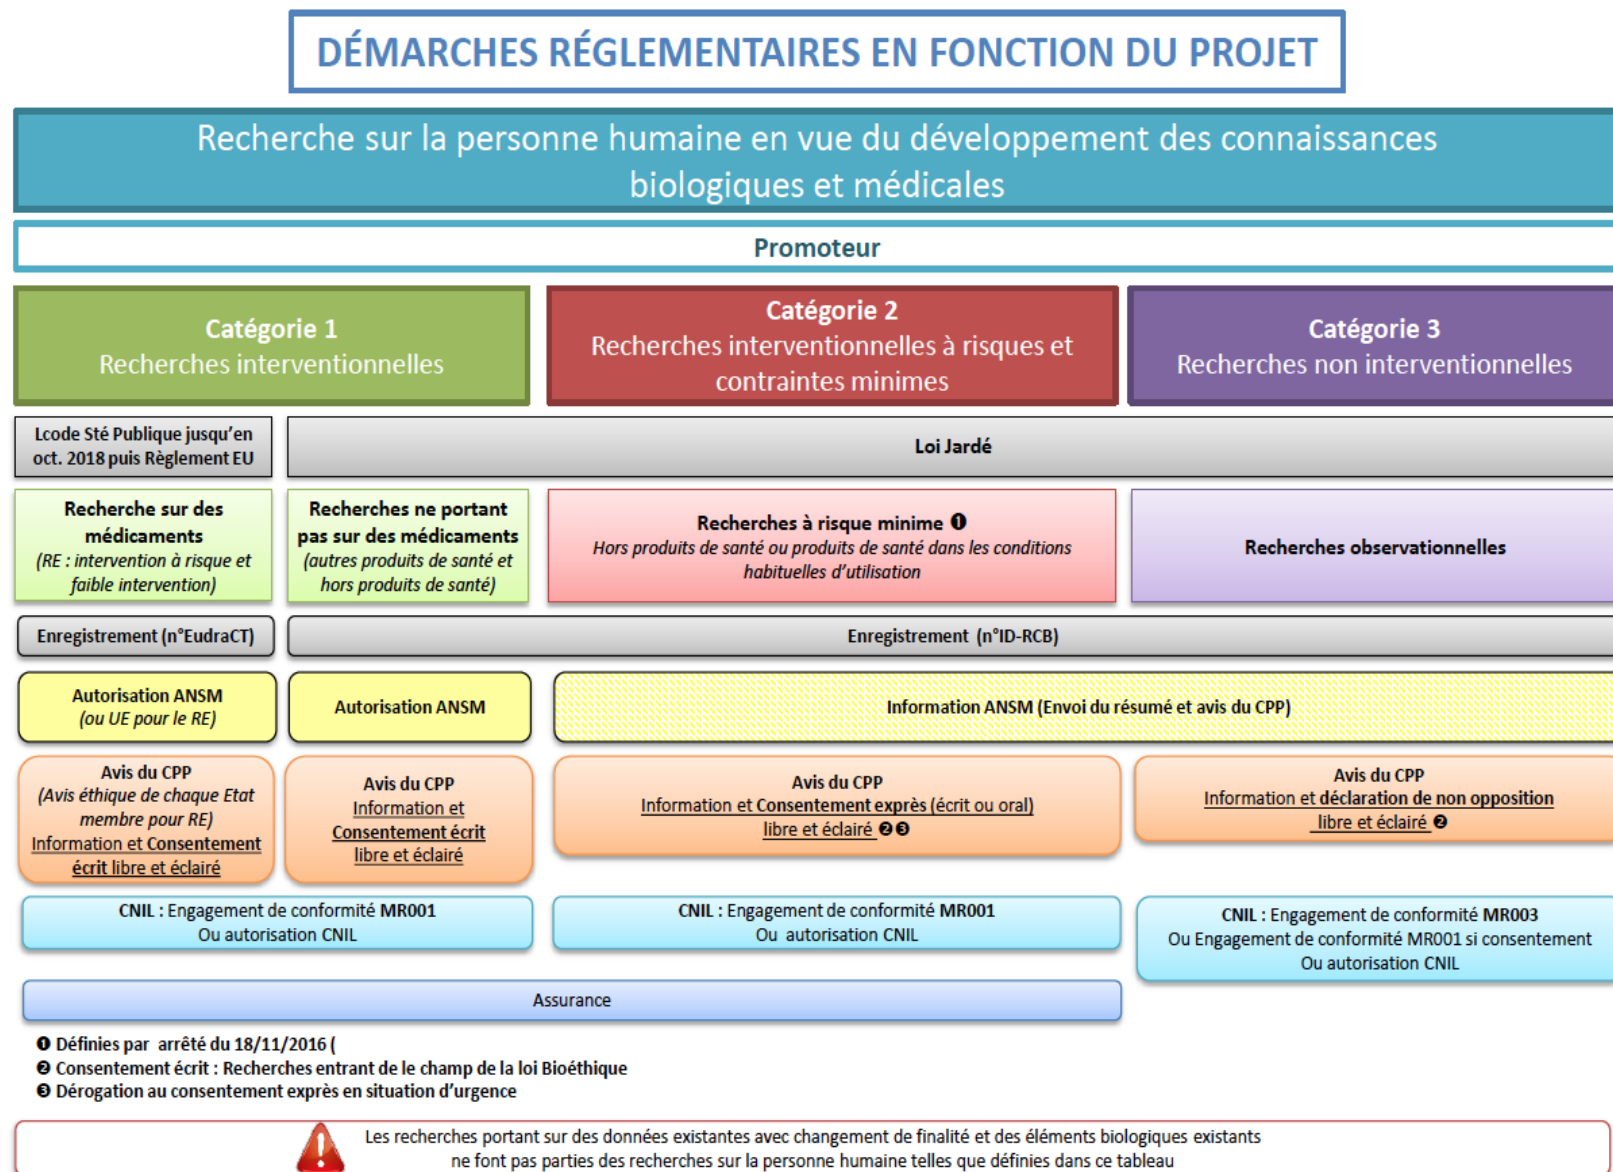 DÉMARCHES RÉGLEMENTAIRES EN FONCTION DU PROJET
Recherche sur la personne humaine en vue du développement des connaissances
biologiques et médicales
Promoteur
Catégorie 1
Recherches interventionnelles
Catégorie 2
Recherches interventionnelles à risques et
contraintes minimes
Catégorie 3
Recherches non interventionnelles
Lcode Sté Publique jusqu'en
oct. 2018 puis Règlement EU
Loi Jardé
Recherche sur des
médicaments
(RE : intervention à risque et
faible intervention)
Recherches ne portant
pas sur des médicaments
(autres produits de santé et
hors produits de santé)
Recherches à risque minime ❶
Hors produits de santé ou produits de santé dans les conditions
habituelles d'utilisation
Recherches observationnelles
Enregistrement (n°EudraCT)
Enregistrement (n°ID-RCB)
Autorisation ANSM
(ou UE pour le RE)
Autorisation ANSM
Information ANSM (Envoi du résumé et avis du CPP)
Avis du CPP
(Avis éthique de chaque Etat
membre pour RE)
Information et Consentement
écrit libre et éclairé
Avis du CPP
Information et
Consentement écrit
libre et éclairé
Avis du CPP
Information et Consentement exprès (écrit ou oral)
libre et éclairé ❷❸
Avis du CPP
Information et déclaration de non opposition
libre et éclairé ❷
CNIL : Engagement de conformité MR001
Ou autorisation CNIL
CNIL : Engagement de conformité MR001
Ou autorisation CNIL
CNIL : Engagement de conformité MR003
Ou Engagement de conformité MR001 si consentement
Ou autorisation CNIL
Assurance
❶ Définies par arrêté du 18/11/2016 (
❷ Consentement écrit : Recherches entrant de le champ de la loi Bioéthique
❸ Dérogation au consentement exprès en situation d'urgence
Les recherches portant sur des données existantes avec changement de finalité et des éléments biologiques existants
ne font pas parties des recherches sur la personne humaine telles que définies dans ce tableau